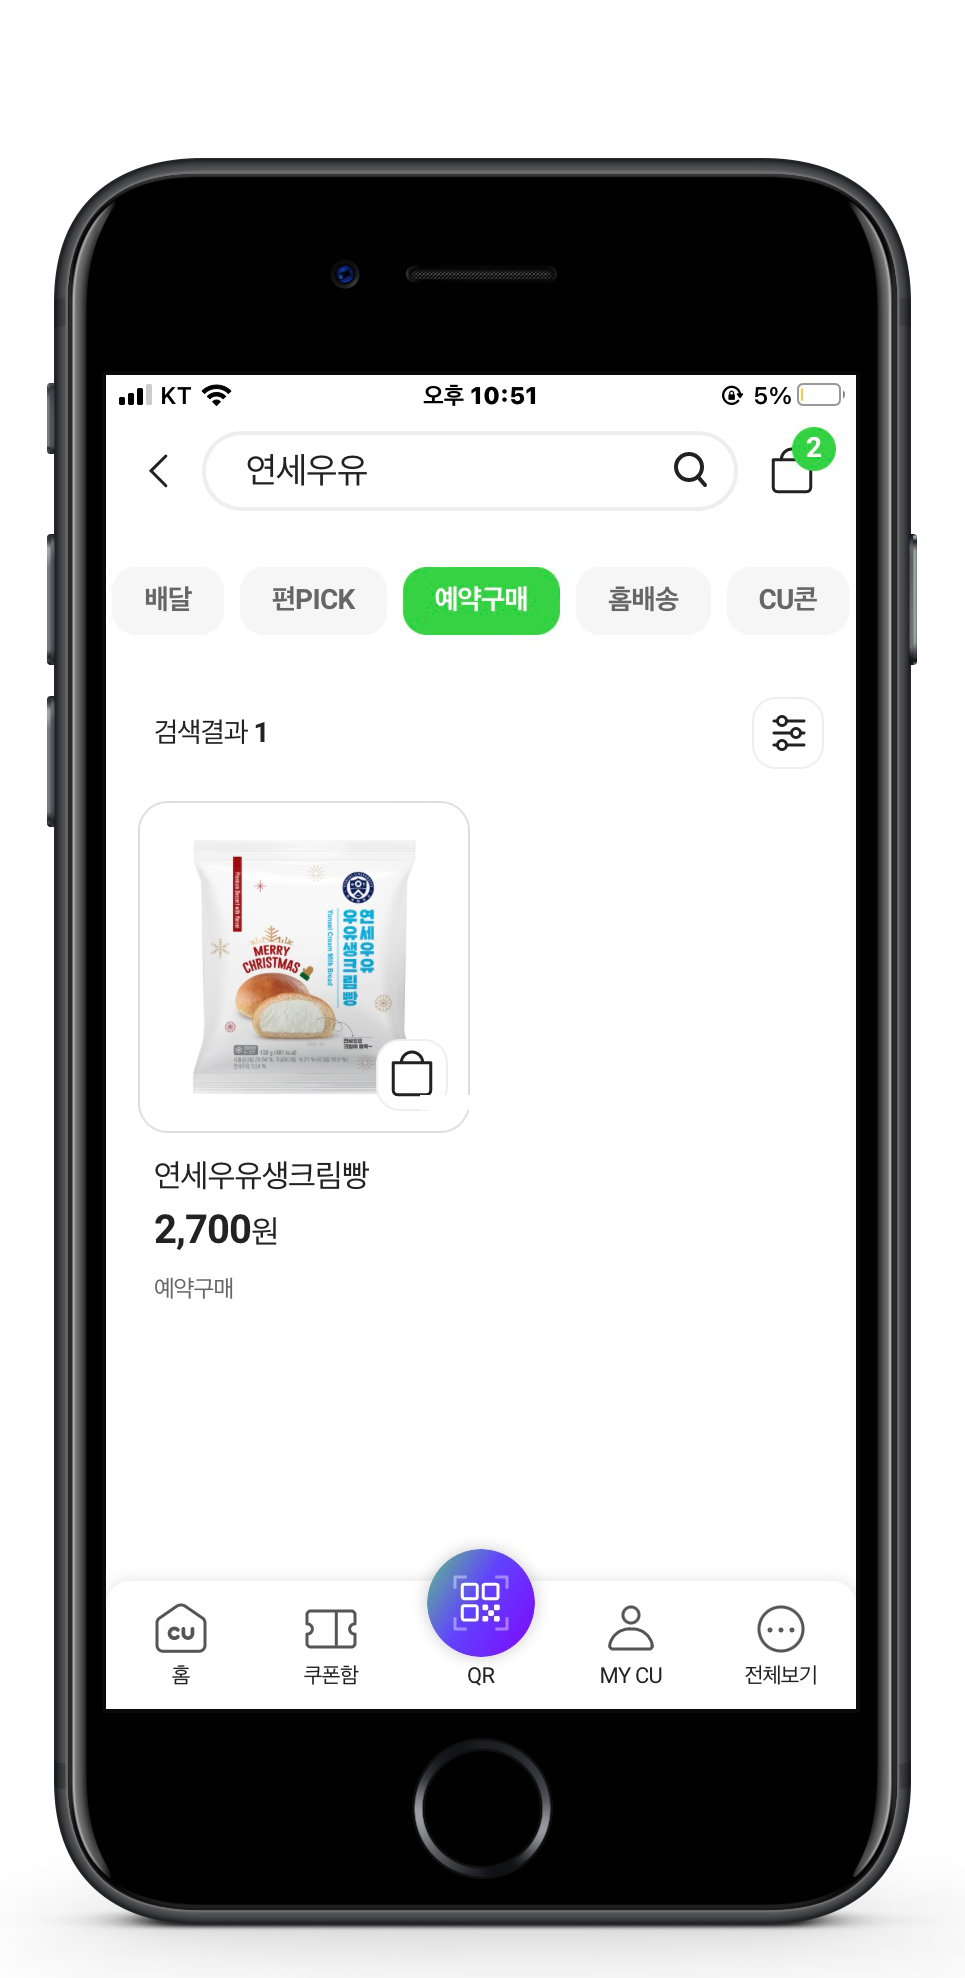 KT 오후 10:51 5%
연세우유
2
배달 편PICK 예약구매 홈배송 CU콘
검색결과 1
Premium Dessert with Yonsei
연세우유
우유생크림빵
Yonsei Cream Milk Bread
MERRY
CHRISTMAS
연세우유생크림빵
2,700원
예약구매
CU
홈 쿠폰함 QR MY CU 전체보기